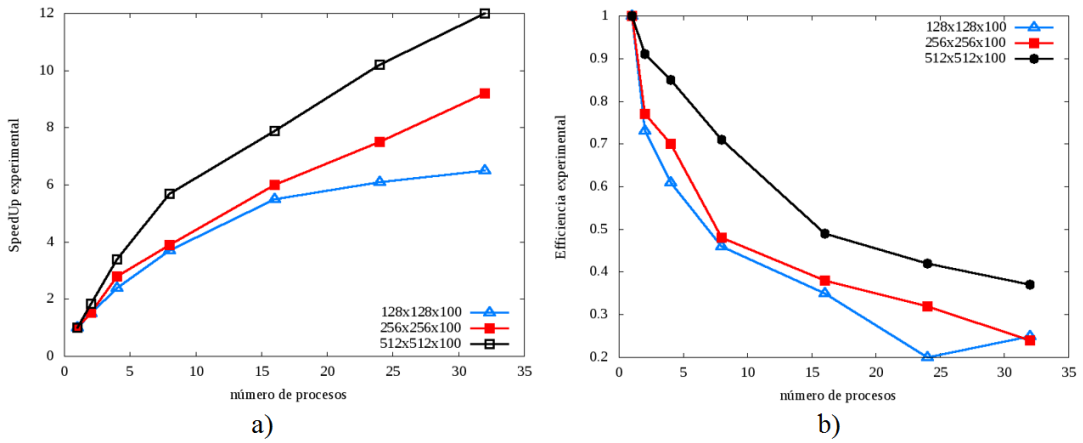 12
10
8
6
4
2
0
SpeedUp experimental
128x128x100
256x256x100
512x512x100
0 5 10 15 20 25 30 35
número de procesos
a)
1
0.9
0.8
0.7
0.6
0.5
0.4
0.3
0.2
Efficiencia experimental
128x128x100
256x256x100
512x512x100
0 5 10 15 20 25 30 35
número de procesos
b)